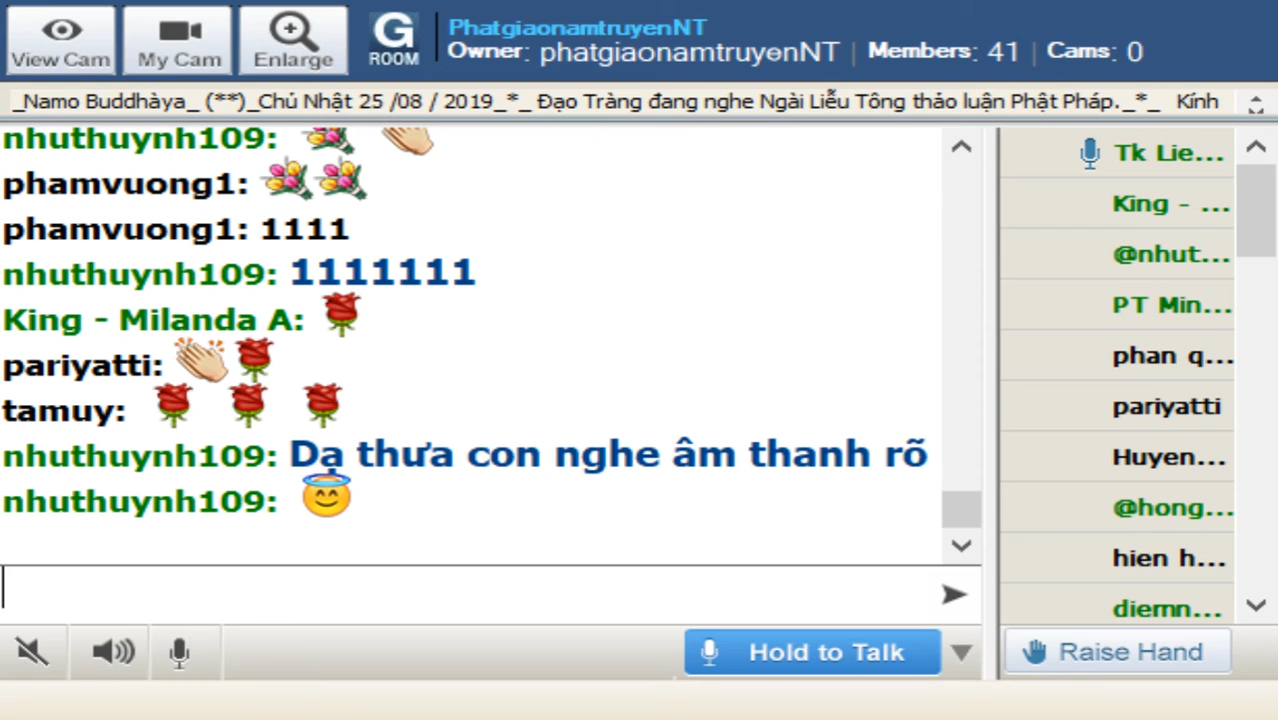 View Cam
My Cam
Enlarge
G
ROOM
PhatgiaonamtruyenNT
Owner: phatgiaonamtruyenNT | Members: 41 | Cams: 0
_Namo Buddhàya_ (**)_Chủ Nhật 25 /08 / 2019_*_ Đạo Tràng đang nghe Ngài Liễu Tông thảo luận Phật Pháp._*_ Kính
nhuthuynh109:
phamvuong1:
phamvuong1: 1111
nhuthuynh109: 1111111
King - Milanda A:
pariyatti:
tamuy:
nhuthuynh109: Dạ thưa con nghe âm thanh rõ
nhuthuynh109:
Tk Lie...
King - ...
@nhut...
PT Min...
phan q...
pariyatti
Huyen...
@hong...
hien h...
diemn...
Hold to Talk
Raise Hand